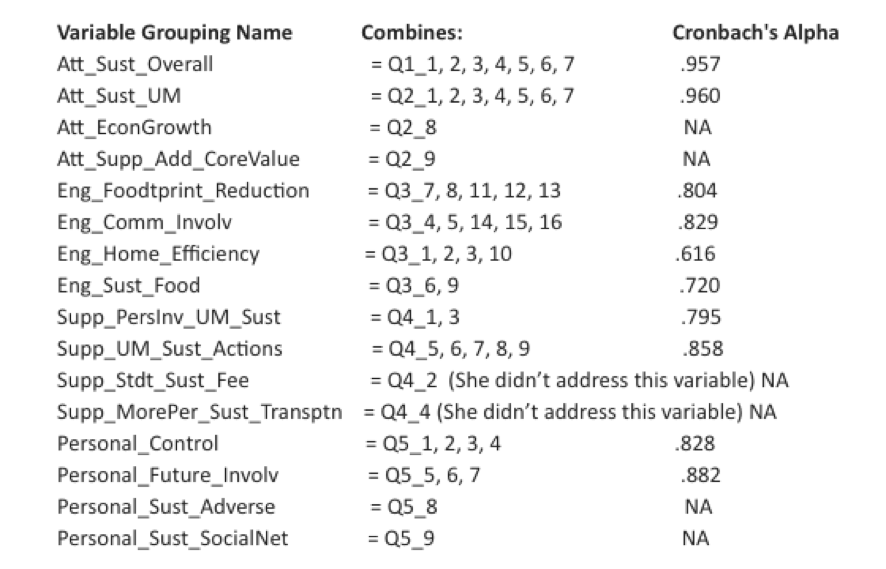 Variable Grouping Name Combines: Cronbach's Alpha
Att_Sust_Overall = Q1_1, 2, 3, 4, 5, 6, 7 .957
Att_Sust_UM = Q2_1, 2, 3, 4, 5, 6, 7 .960
Att_EconGrowth = Q2_8 NA
Att_Supp_Add_CoreValue = Q2_9 NA
Eng_Foodtprint_Reduction = Q3_7, 8, 11, 12, 13 .804
Eng_Comm_Involv = Q3_4, 5, 14, 15, 16 .829
Eng_Home_Efficiency = Q3_1, 2, 3, 10 .616
Eng_Sust_Food = Q3_6, 9 .720
Supp_PersInv_UM_Sust = Q4_1, 3 .795
Supp_UM_Sust_Actions = Q4_5, 6, 7, 8, 9 .858
Supp_Stdt_Sust_Fee = Q4_2 (She didn’t address this variable) NA
Supp_MorePer_Sust_Transptn = Q4_4 (She didn’t address this variable) NA
Personal_Control = Q5_1, 2, 3, 4 .828
Personal_Future_Involv = Q5_5, 6, 7 .882
Personal_Sust_Adverse = Q5_8 NA
Personal_Sust_SocialNet = Q5_9 NA